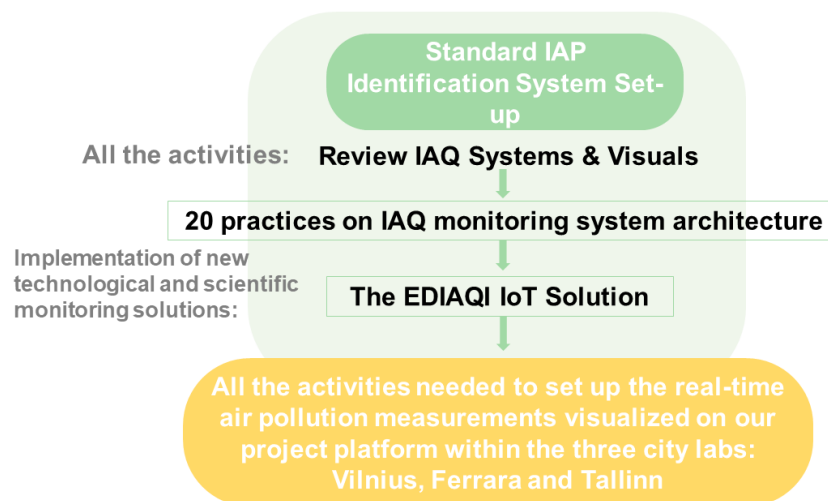 Standard IAP
Identification System Set-
up
All the activities:
Review IAQ Systems & Visuals
20 practices on IAQ monitoring system architecture
Implementation of new
technological and scientific
monitoring solutions:
The EDIAQI IoT Solution
All the activities needed to set up the real-time
air pollution measurements visualized on our
project platform within the three city labs:
Vilnius, Ferrara and Tallinn